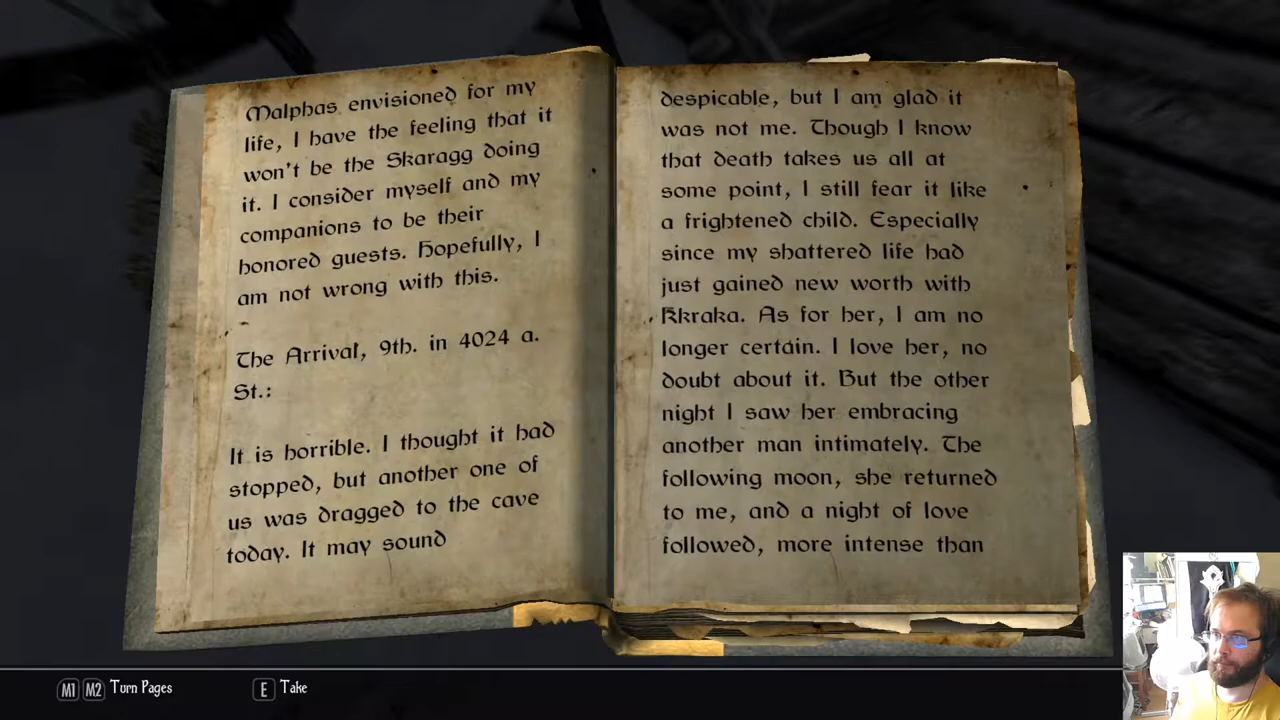 Malphas envisioned for my
life, I have the feeling that it
won't be the Skaragg doing
it. I consider myself and my
companions to be their
honored guests. Hopefully, I
am not wrong with this.
The Arrival, 9th. in 4024 a.
St.:
It is horrible. I thought it had
stopped, but another one of
us was dragged to the cave
today. It may sound
despicable, but I am glad it
was not me. Though I know
that death takes us all at
some point, I still fear it like
a frightened child. Especially
since my shattered life had
just gained new worth with
Rkraka. As for her, I am no
longer certain. I love her, no
doubt about it. But the other
night I saw her embracing
another man intimately. The
following moon, she returned
to me, and a night of love
followed, more intense than
M1 M2 Turn Pages
E Take